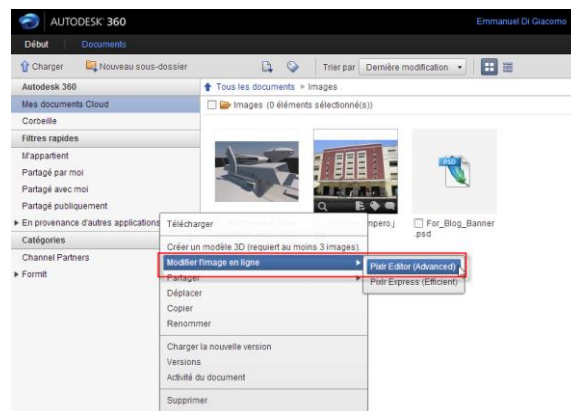 AUTODESK 360
Emmanuel Di Giacomo
Début
Documents
Charger
Nouveau sous-dossier
Trier par
Dernière modification
Autodesk 360
Tous les documents > Images
Mes documents Cloud
Images (0 éléments sélectionné(s))
Corbeille
Filtres rapides
M'appartient
Partagé par moi
Partagé avec moi
Partagé publiquement
En provenance d'autres applications
Catégories
Channel Partners
FormIt
PSD
mpero.j
For_Blog_Banner
.psd
Télécharger
Créer un modèle 3D (requiert au moins 3 images).
Modifier l'image en ligne
Pixlr Editor (Advanced)
Pixlr Express (Efficient)
Partager
Déplacer
Copier
Renommer
Charger la nouvelle version
Versions
Activité du document
Supprimer